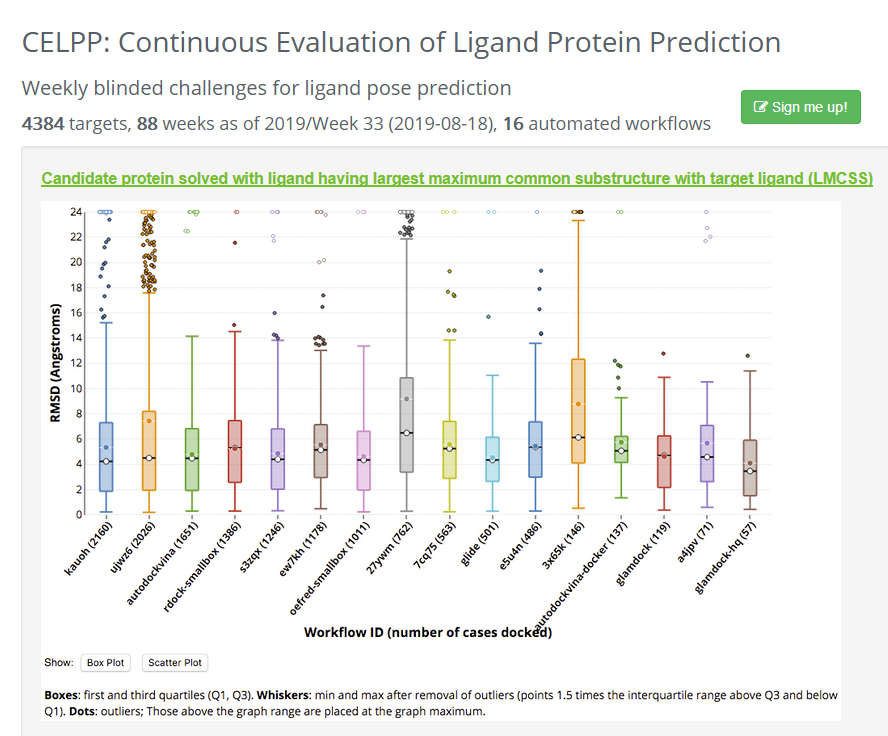 CELPP: Continuous Evaluation of Ligand Protein Prediction
Weekly blinded challenges for ligand pose prediction
4384 targets, 88 weeks as of 2019/Week 33 (2019-08-18), 16 automated workflows
Sign me up!
Candidate protein solved with ligand having largest maximum common substructure with target ligand (LMCSS)
RMSD (Angstroms)
24
22
20
18
16
14
12
10
8
6
4
2
0
kauoh (2160)
ujwz6 (2026)
autodockvina (1651)
rdock-smallbox (1386)
s3zqx (1246)
ew7kh (1178)
oefred-smallbox (1011)
27ywm (762)
7cq75 (563)
glide (501)
e5u4n (486)
3x65k (146)
autodockvina-docker (137)
glamdock (119)
a4jpv (71)
glamdock-hq (57)
Workflow ID (number of cases docked)
Show: Box Plot Scatter Plot
Boxes: first and third quartiles (Q1, Q3). Whiskers: min and max after removal of outliers (points 1.5 times the interquartile range above Q3 and below
Q1). Dots: outliers; Those above the graph range are placed at the graph maximum.